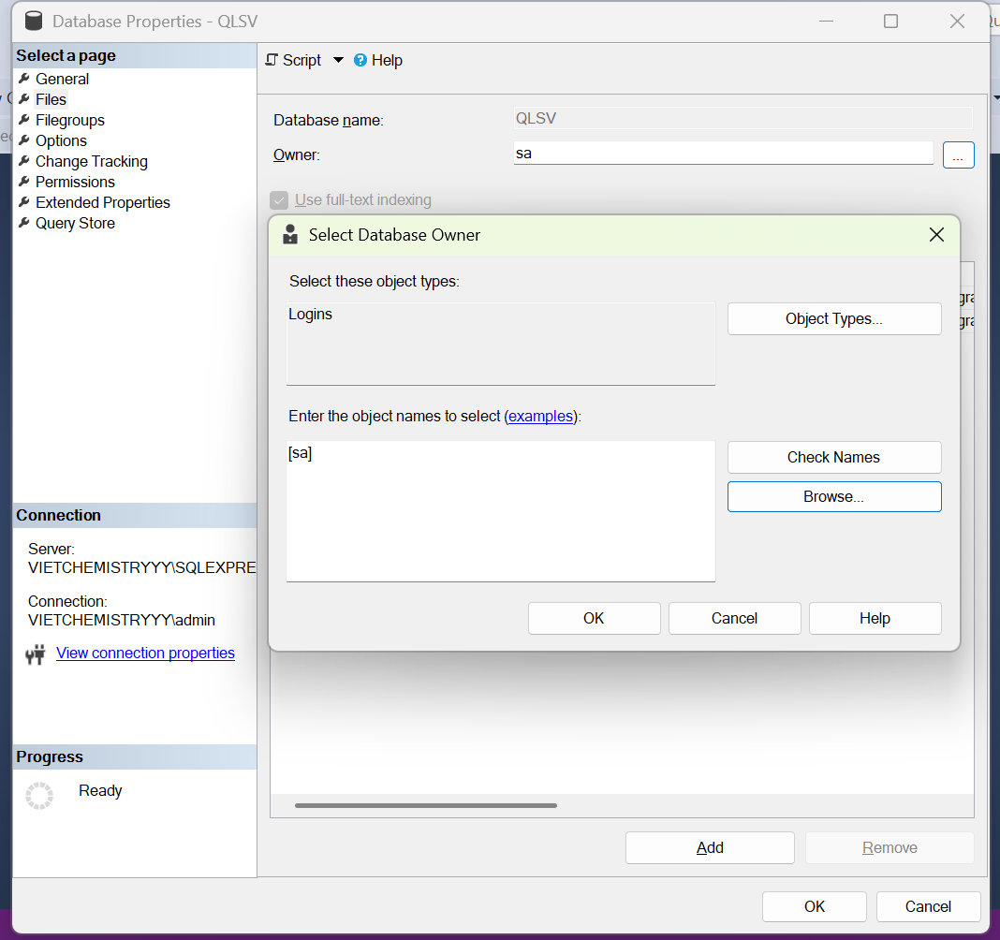 Database Properties - QLSV
Select a page
General
Files
Filegroups
Options
Change Tracking
Permissions
Extended Properties
Query Store
Script
Help
Database name:
QLSV
Owner:
sa
...
Use full-text indexing
Select Database Owner
Select these object types:
Logins
Object Types...
Enter the object names to select (examples):
[sa]
Check Names
Browse...
OK
Cancel
Help
Connection
Server:
VIETCHEMISTRYYY\SQLEXPRE
Connection:
VIETCHEMISTRYYY\admin
View connection properties
Progress
Ready
Add
Remove
OK
Cancel